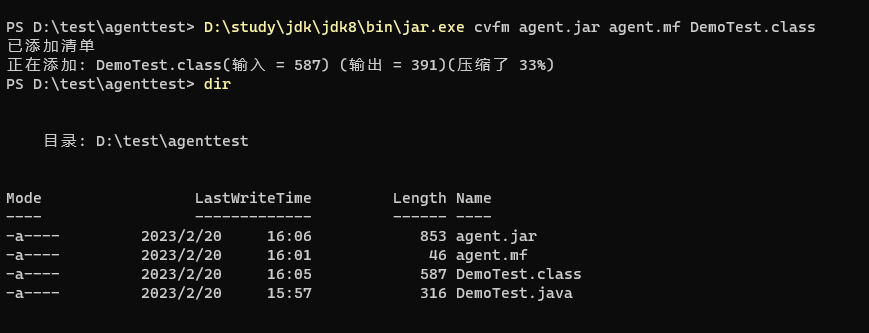 PS D:\test\agenttest> D:\study\jdk\jdk8\bin\jar.exe cvfm agent.jar agent.mf DemoTest.class
已添加清单
正在添加: DemoTest.class(输入 = 587) (输出 = 391)(压缩了 33%)
PS D:\test\agenttest> dir
目录: D:\test\agenttest
Mode LastWriteTime Length Name
---- ------------- ------ ----
-a---- 2023/2/20 16:06 853 agent.jar
-a---- 2023/2/20 16:01 46 agent.mf
-a---- 2023/2/20 16:05 587 DemoTest.class
-a---- 2023/2/20 15:57 316 DemoTest.java